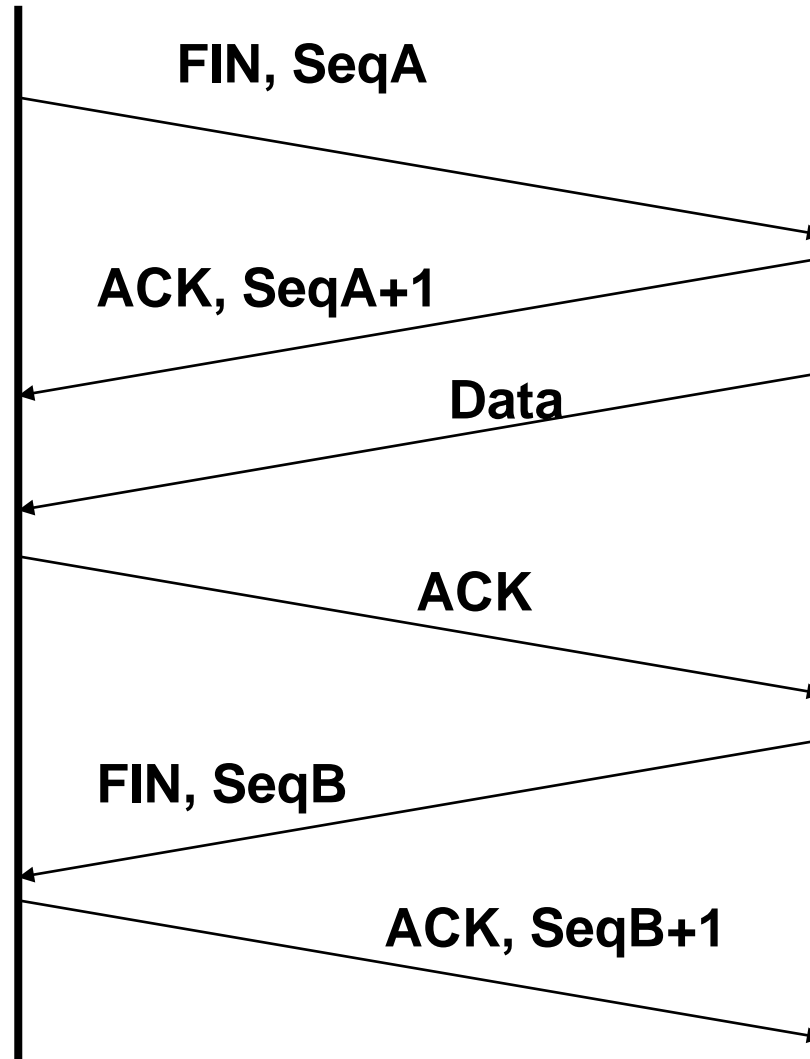 FIN, SeqA
ACK, SeqA+1
Data
ACK
FIN, SeqB
ACK, SeqB+1